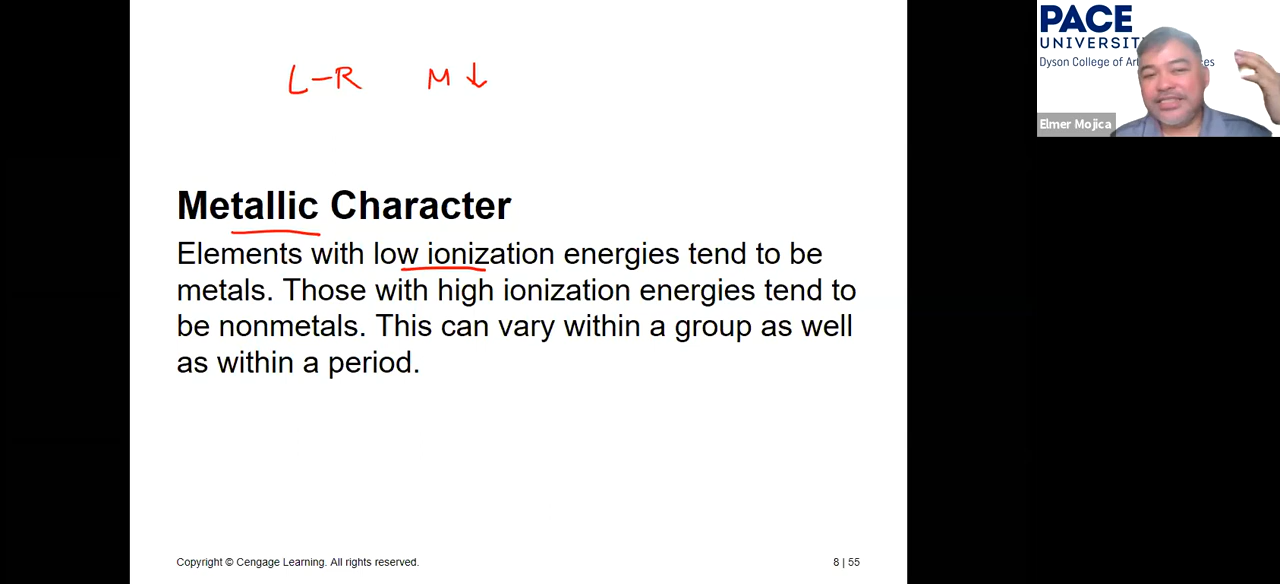 L-R M ↓
PACE
UNIVERSIT
Dyson College of Ar ces
Elmer Mojica
Metallic Character
Elements with low ionization energies tend to be
metals. Those with high ionization energies tend to
be nonmetals. This can vary within a group as well
as within a period.
Copyright © Cengage Learning. All rights reserved.
8 | 55